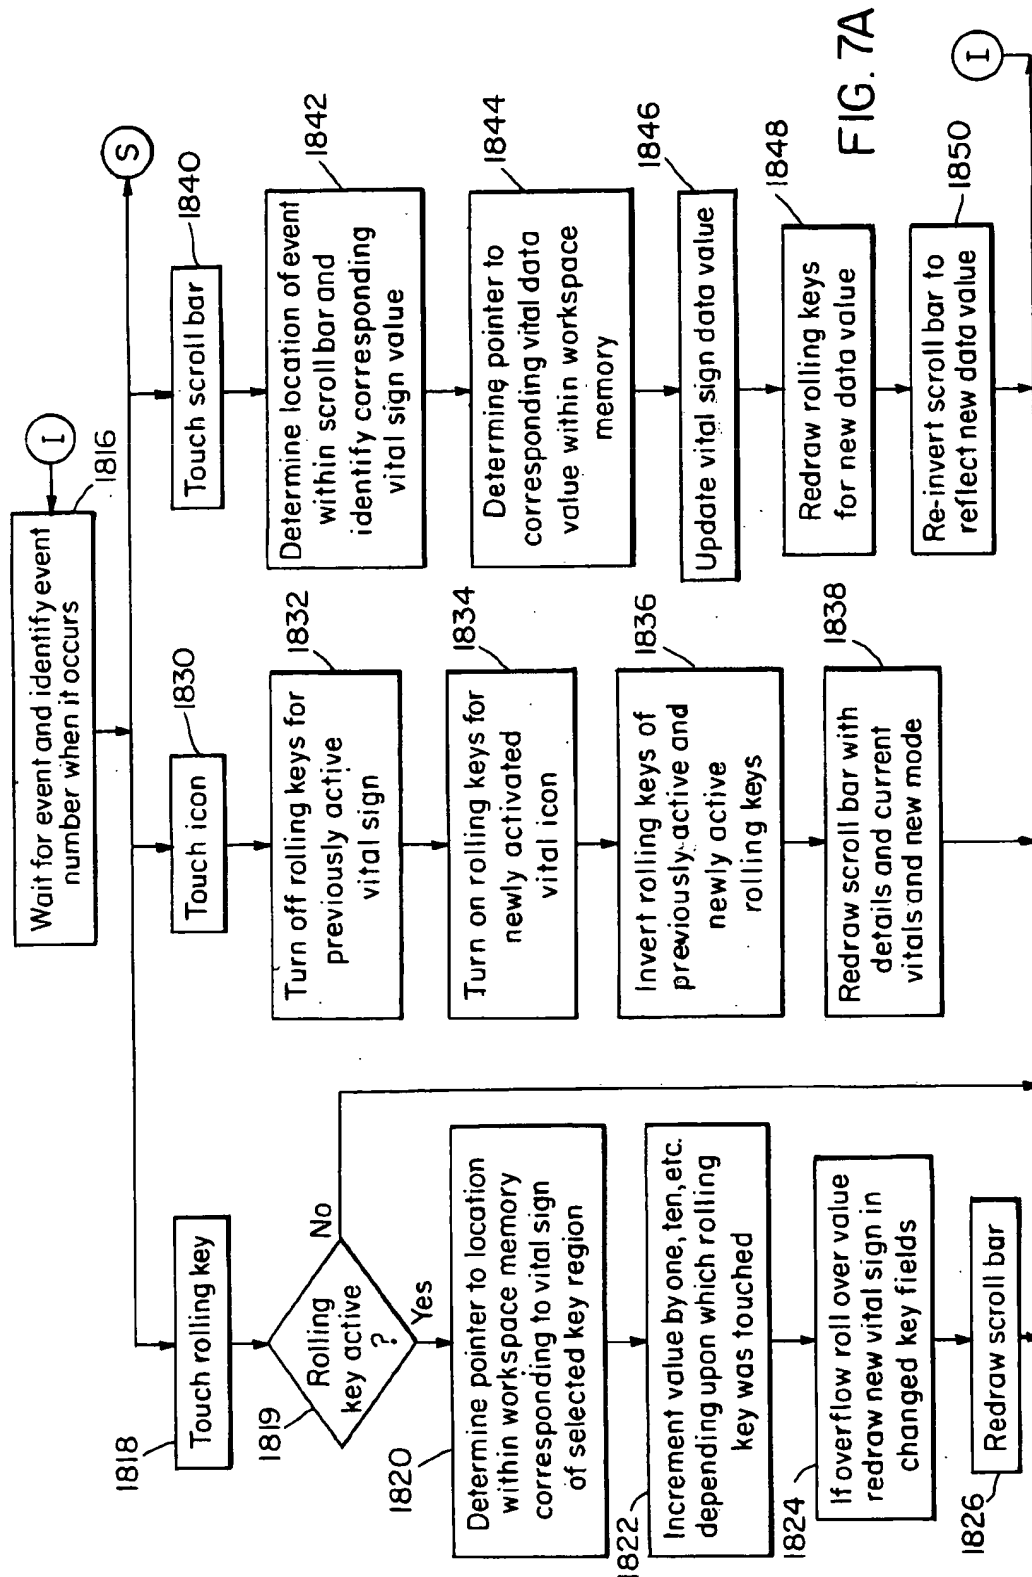 Wait for event and identify event
number when it occurs
I
1816
S
1818
Touch rolling key
1819
Rolling
key active
?
No
Yes
1820
Determine pointer to location
within workspace memory
corresponding to vital sign
of selected key region
1822
Increment value by one, ten, etc.
depending upon which rolling
key was touched
1824
If overflow roll over value
redraw new vital sign in
changed key fields
1826
Redraw scroll bar
1830
Touch icon
1832
Turn off rolling keys for
previously active
vital sign
1834
Turn on rolling keys for
newly activated
vital icon
1836
Invert rolling keys of
previously active and
newly active
rolling keys
1838
Redraw scroll bar with
details and current
vitals and new mode
1840
Touch scroll bar
1842
Determine location of event
within scroll bar and
identify corresponding
vital sign value
1844
Determine pointer to
corresponding vital data
value within workspace
memory
1846
Update vital sign data value
1848
Redraw rolling keys
for new data value
1850
Re-invert scroll bar to
reflect new data value
I
FIG. 7A